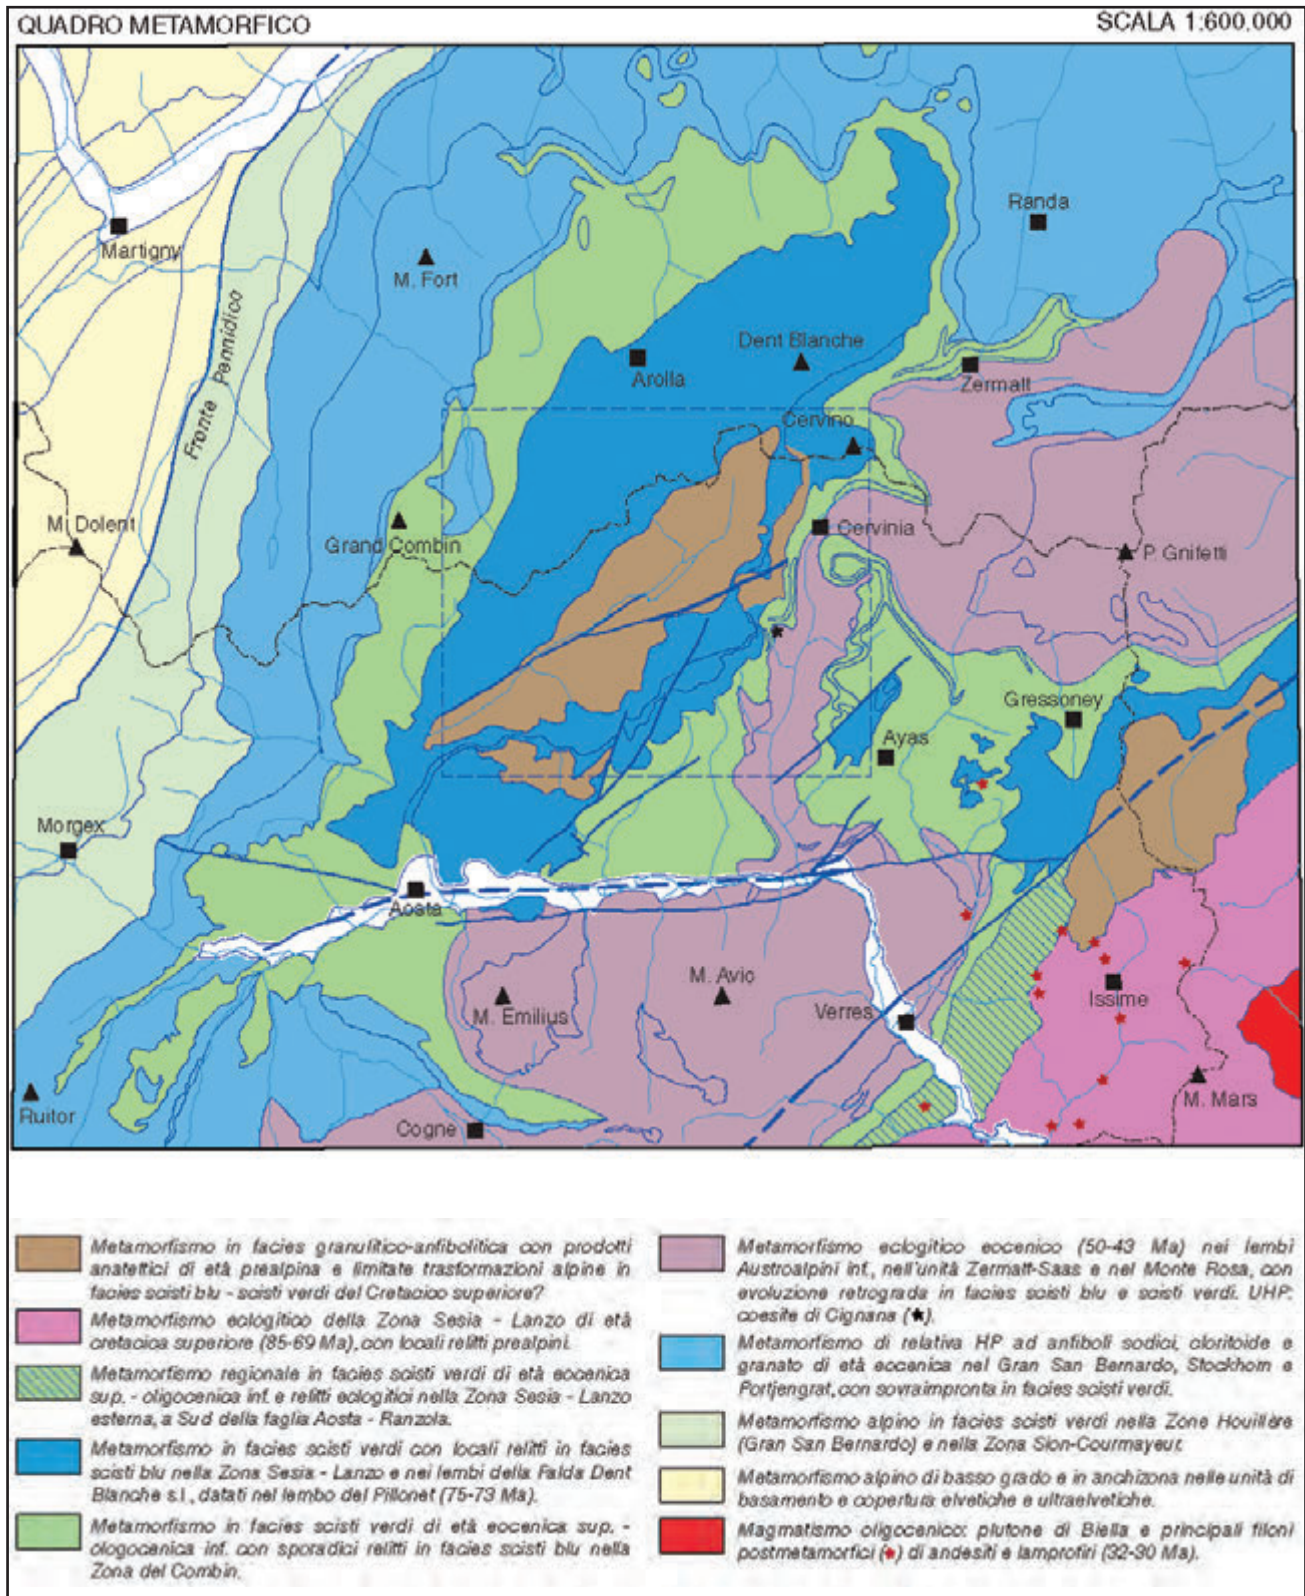 QUADRO METAMORFICO
SCALA 1:600.000
Martigny
M. Fort
Randa
Fronte Pennidico
Dent Blanche
Arolla
Zermatt
Cervino
M. Dolent
Grand Combin
Cervinia
P. Gnifetti
Gressoney
Ayas
Morgex
Aosta
M. Emilius
M. Avio
Verres
Issime
M. Mars
Ruitor
Cogne
Metamorfismo in facies granulitico-anfibolitica con prodotti
anatettici di età prealpina e limitate trasformazioni alpine in
facies scisti blu - scisti verdi del Cretacico superiore?
Metamorfismo eclogitico della Zona Sesia - Lanzo di età
cretacica superiore (85-69 Ma), con locali relitti prealpini.
Metamorfismo regionale in facies scisti verdi di età eocenica
sup. - oligocenica inf. e relitti eclogitici nella Zona Sesia - Lanzo
esterna, a Sud della faglia Aosta - Ranzola.
Metamorfismo in facies scisti verdi con locali relitti in facies
scisti blu nella Zona Sesia - Lanzo e nei lembi della Falda Dent
Blanche s.l., datati nel lembo del Pillonet (75-73 Ma).
Metamorfismo in facies scisti verdi di età eocenica sup. -
ologocenica inf. con sporadici relitti in facies scisti blu nella
Zona del Combin.
Metamorfismo eclogitico eocenico (50-43 Ma) nei lembi
Austroalpini inf., nell'unità Zermatt-Saas e nel Monte Rosa, con
evoluzione retrograda in facies scisti blu e scisti verdi. UHP:
coesite di Cignana (★).
Metamorfismo di relativa HP ad anfiboli sodici, cloritoide e
granato di età eocenica nel Gran San Bernardo, Stockhorn e
Portjengrat, con sovraimpronta in facies scisti verdi.
Metamorfismo alpino in facies scisti verdi nella Zone Houillère
(Gran San Bernardo) e nella Zona Sion-Courmayeur.
Metamorfismo alpino di basso grado e in anchizona nelle unità di
basamento e copertura elvetiche e ultraelvetiche.
Magmatismo oligocenico: plutone di Biella e principali filoni
postmetamorfici (★) di andesiti e lamprofiri (32-30 Ma).